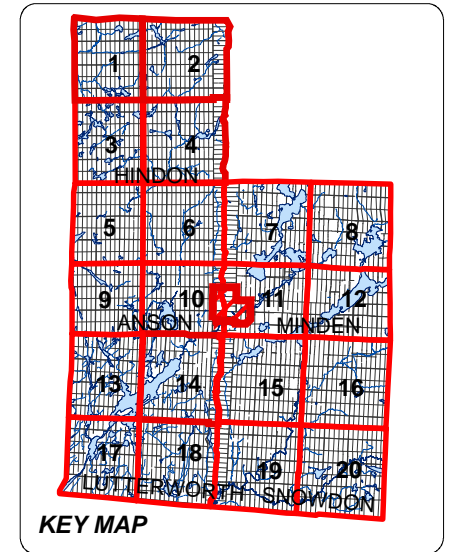 1 2
3 4
HINDON
5 6 7 8
9 10 11 12
ANSON MINDEN
13 14 15 16
17 18 19 20
LUTTERWORTH SNOWDON
KEY MAP